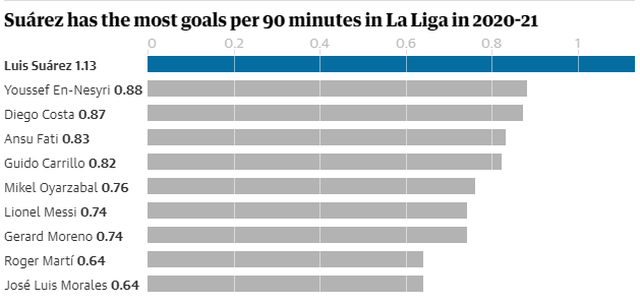 Suárez has the most goals per 90 minutes in La Liga in 2020-21
0 0.2 0.4 0.6 0.8 1
Luis Suárez 1.13
Youssef En-Nesyri 0.88
Diego Costa 0.87
Ansu Fati 0.83
Guido Carrillo 0.82
Mikel Oyarzabal 0.76
Lionel Messi 0.74
Gerard Moreno 0.74
Roger Martí 0.64
José Luis Morales 0.64